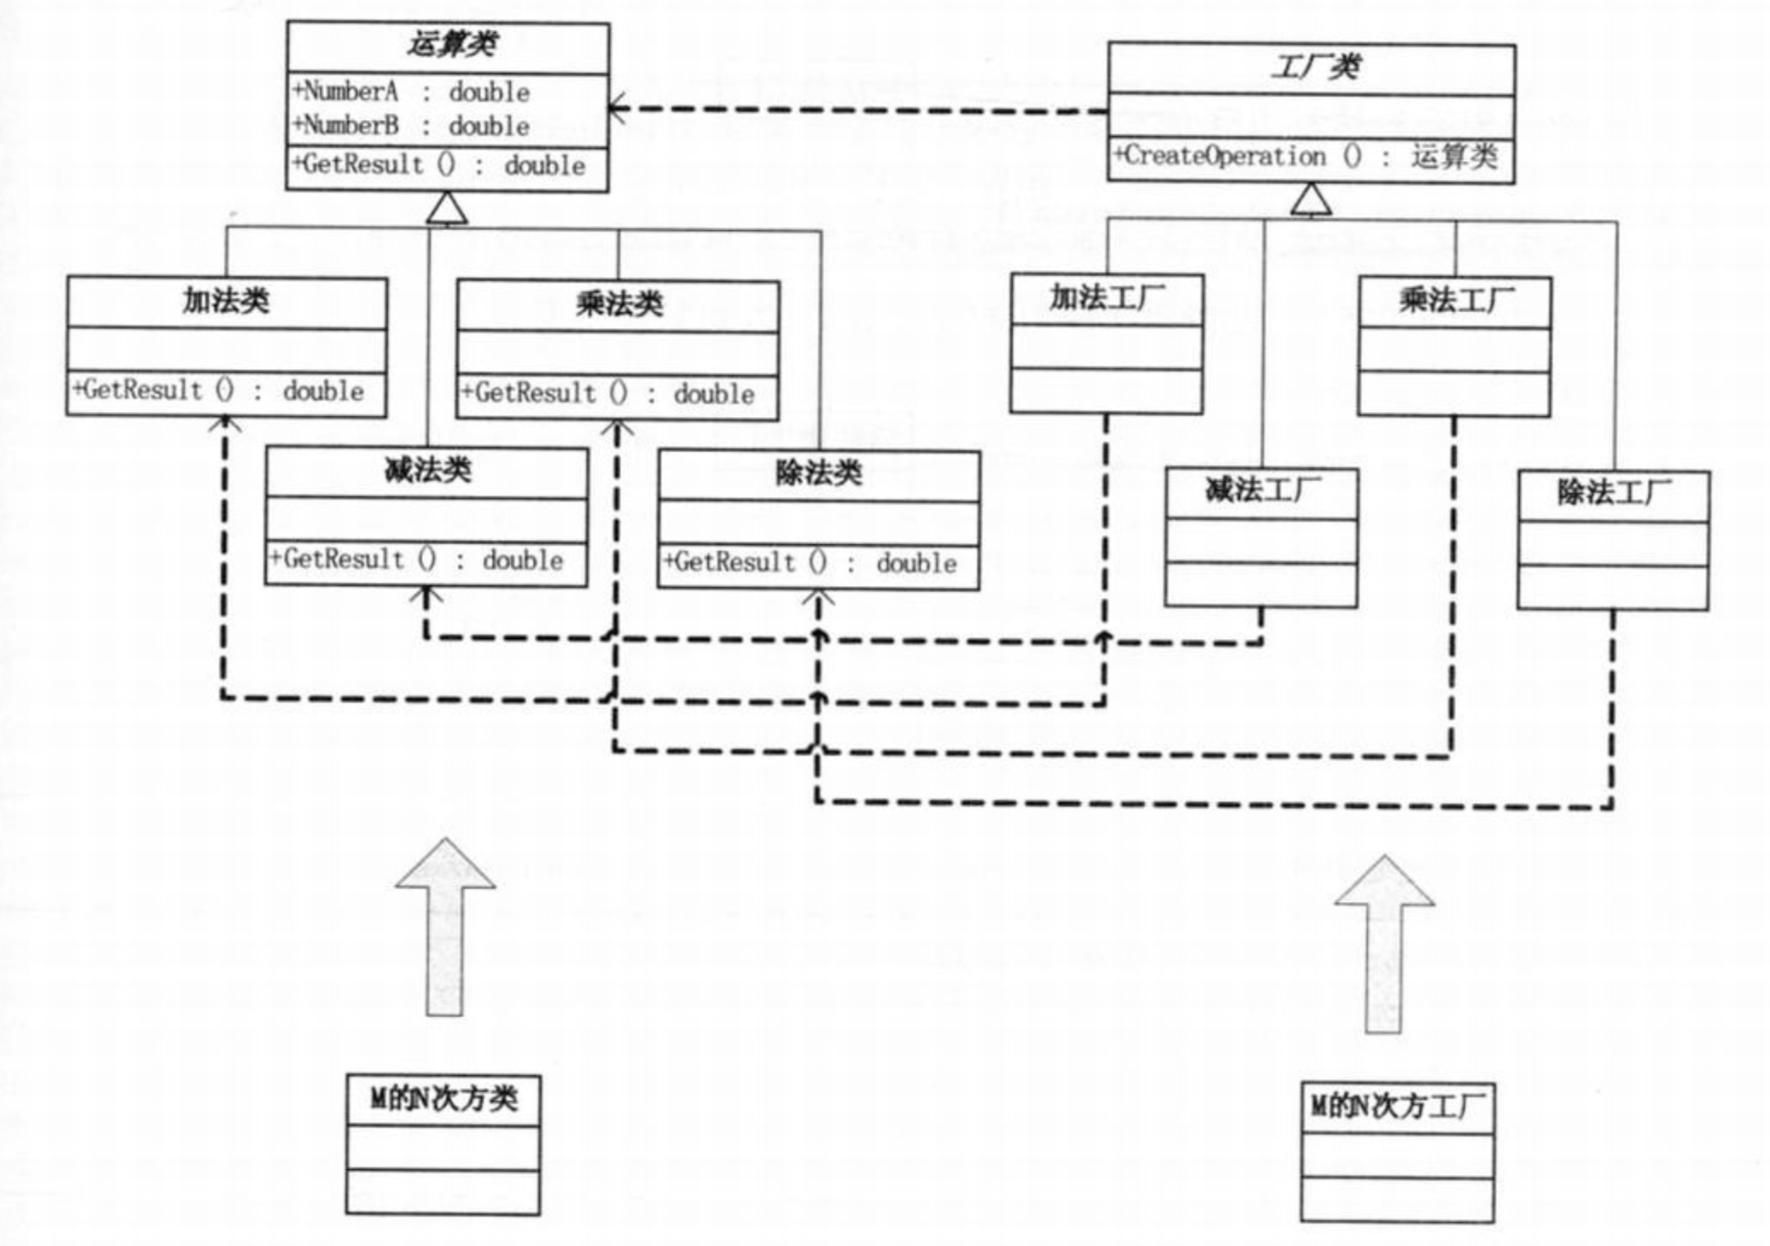 运算类
+NumberA : double
+NumberB : double
+GetResult () : double
工厂类
+CreateOperation () : 运算类
加法类
+GetResult () : double
乘法类
+GetResult () : double
减法类
+GetResult () : double
除法类
+GetResult () : double
加法工厂
乘法工厂
减法工厂
除法工厂
M的N次方类
M的N次方工厂